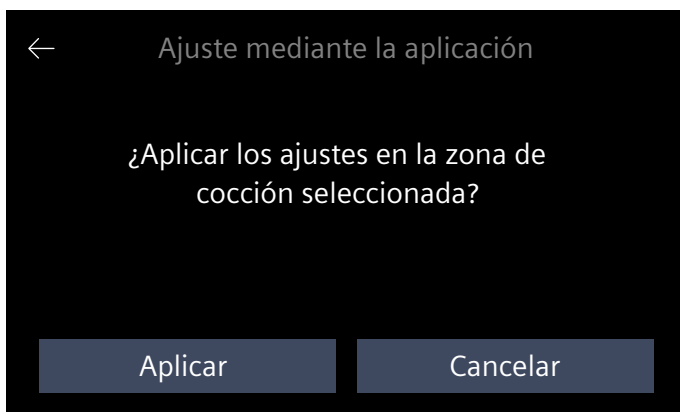 Ajuste mediante la aplicación
¿Aplicar los ajustes en la zona de
cocción seleccionada?
Aplicar
Cancelar